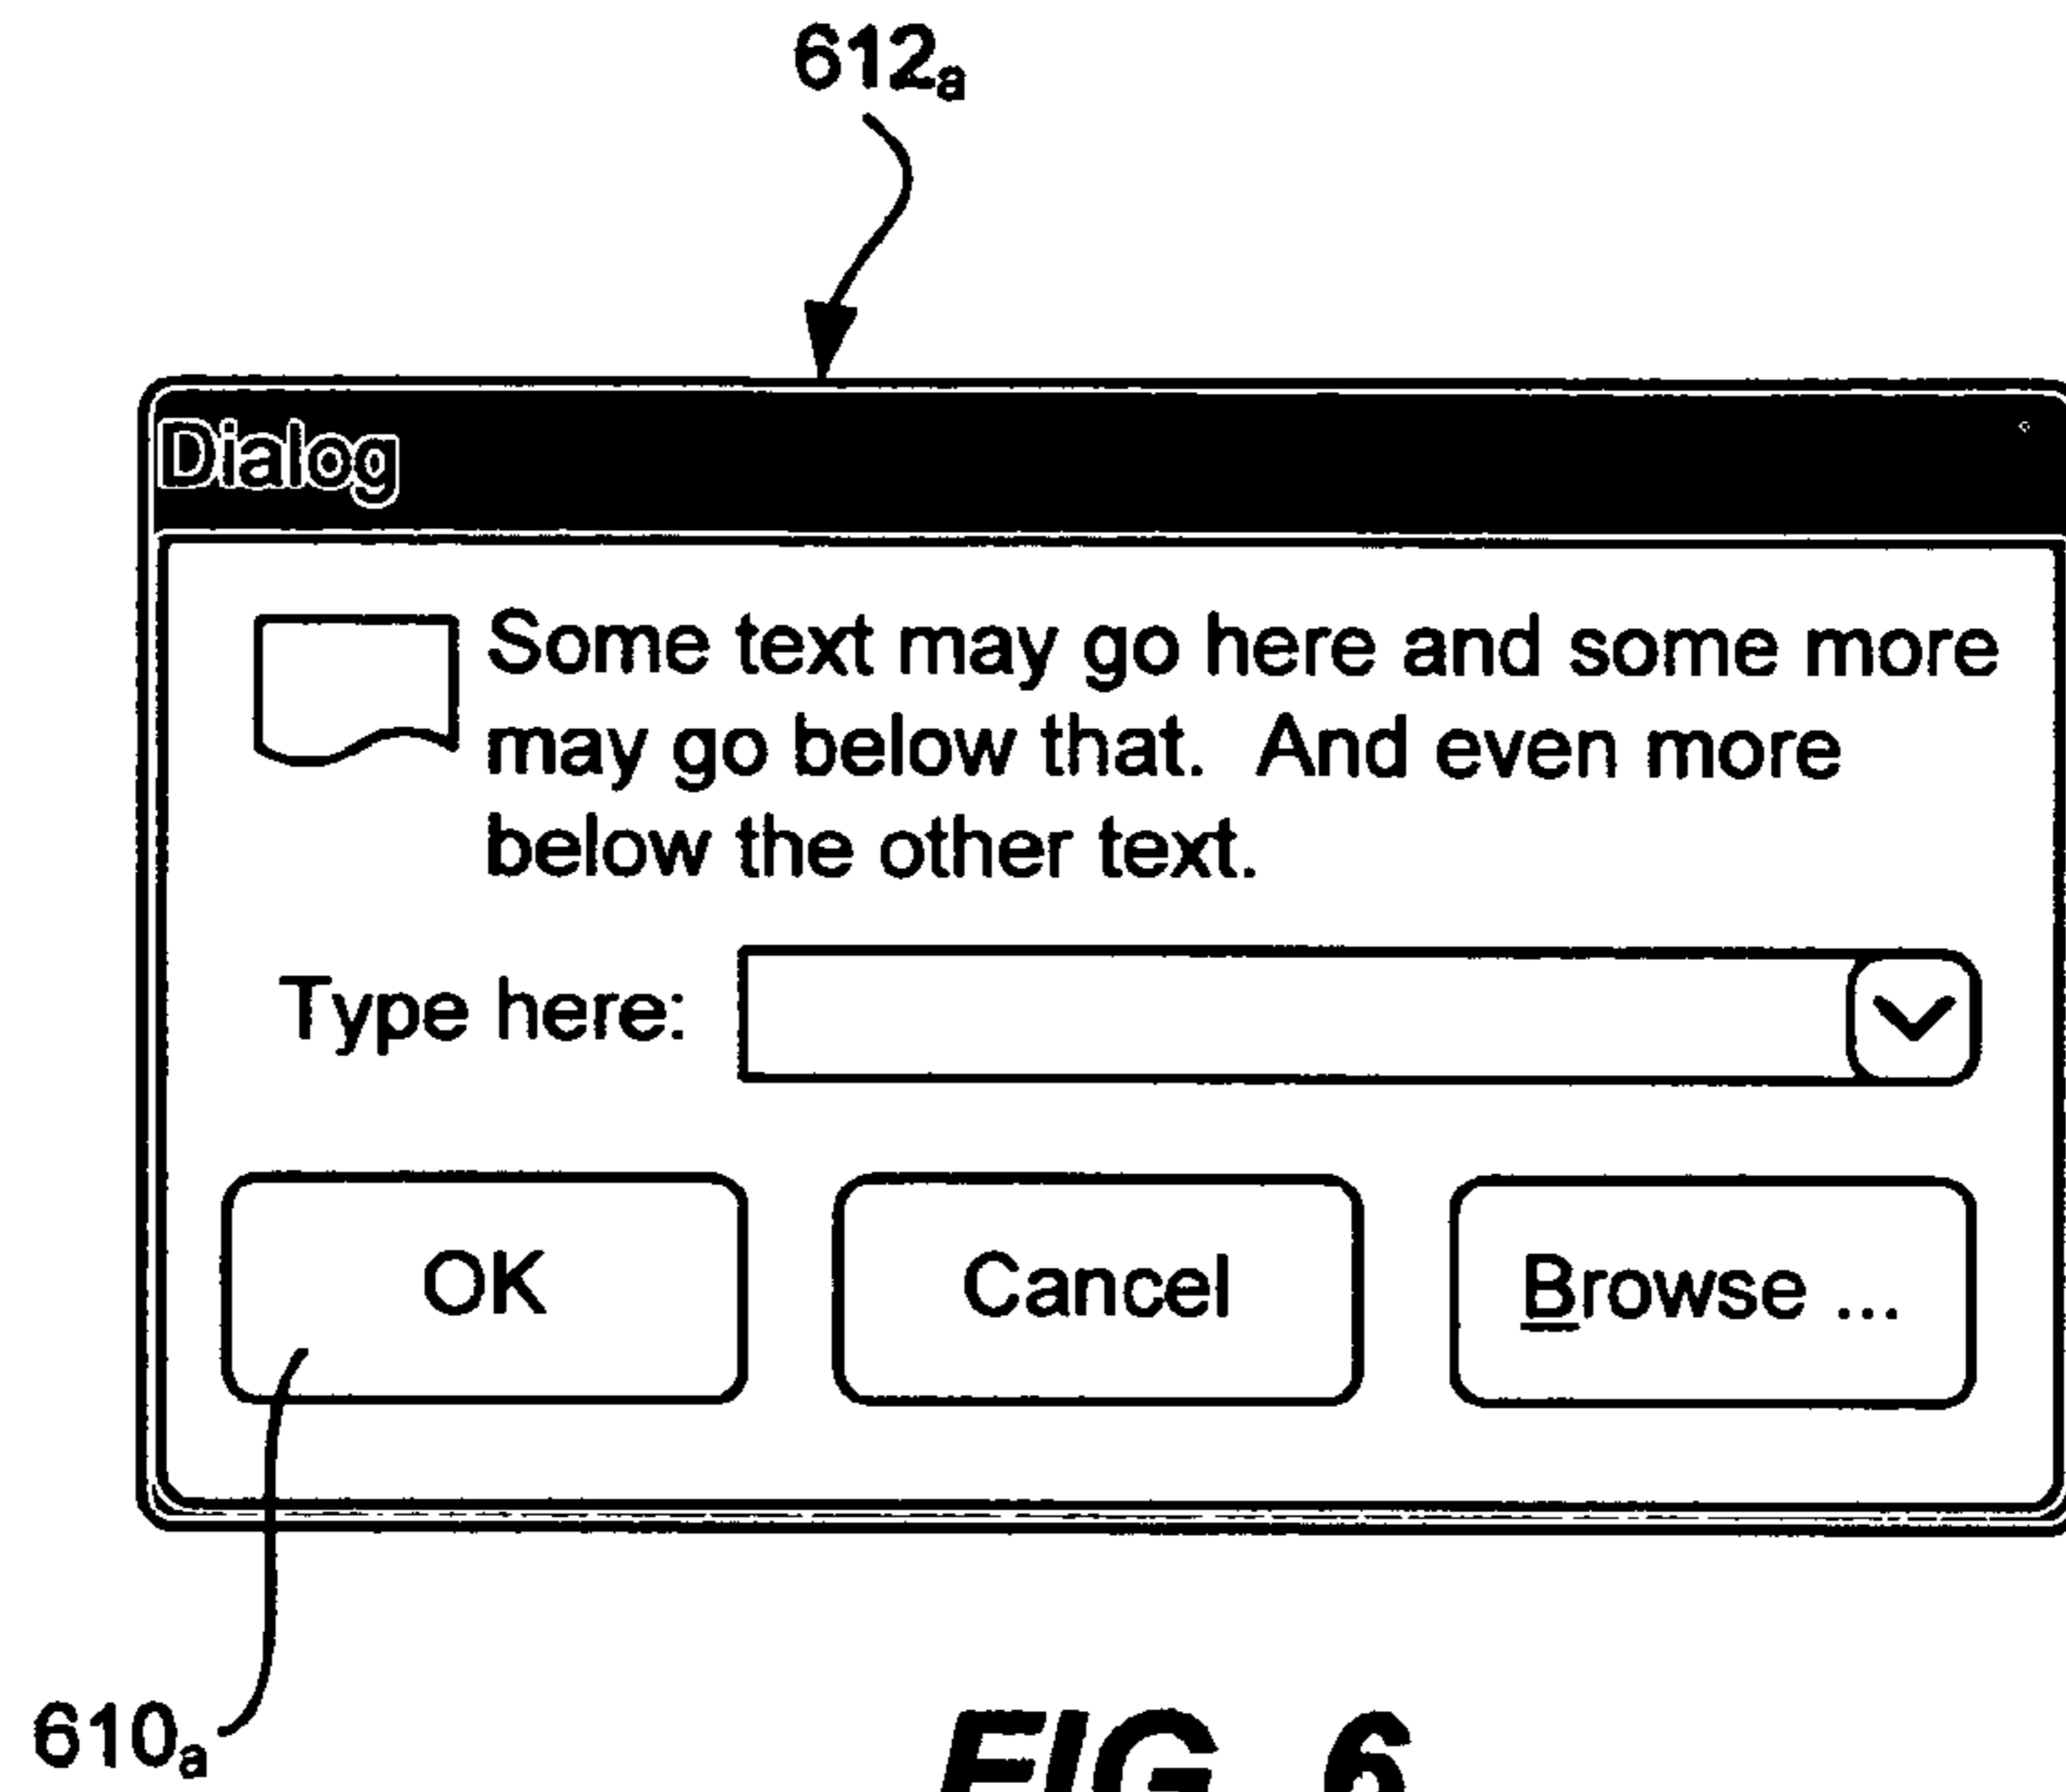 612a
Dialog
Some text may go here and some more
may go below that. And even more
below the other text.
Type here:
OK Cancel Browse ...
610a
FIG. 6